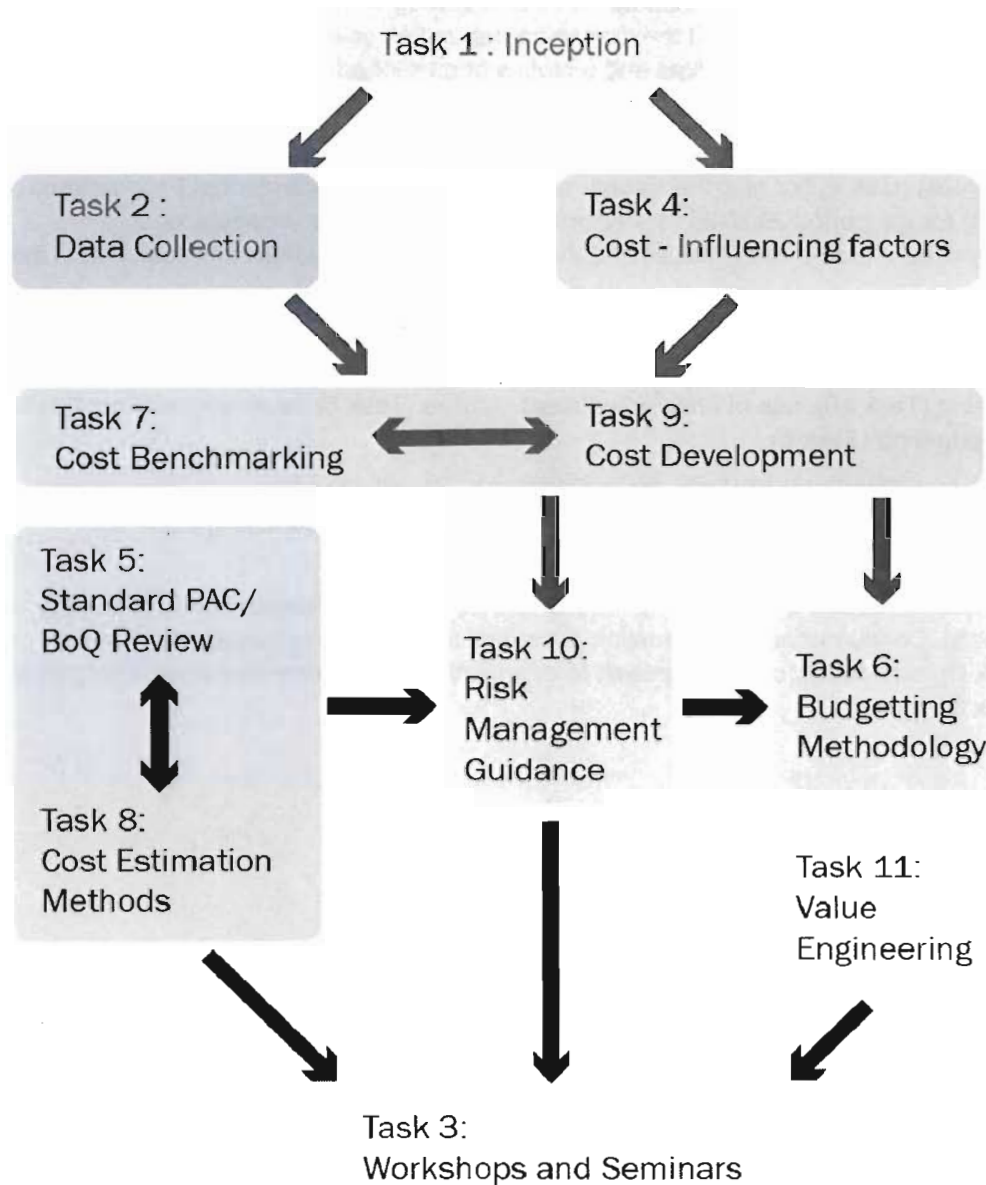 Task 1 : Inception
Task 2 :
Data Collection
Task 4:
Cost - Influencing factors
Task 7:
Cost Benchmarking
Task 9:
Cost Development
Task 5:
Standard PAC/
BoQ Review
Task 10:
Risk
Management
Guidance
Task 6:
Budgetting
Methodology
Task 8:
Cost Estimation
Methods
Task 11:
Value
Engineering
Task 3:
Workshops and Seminars